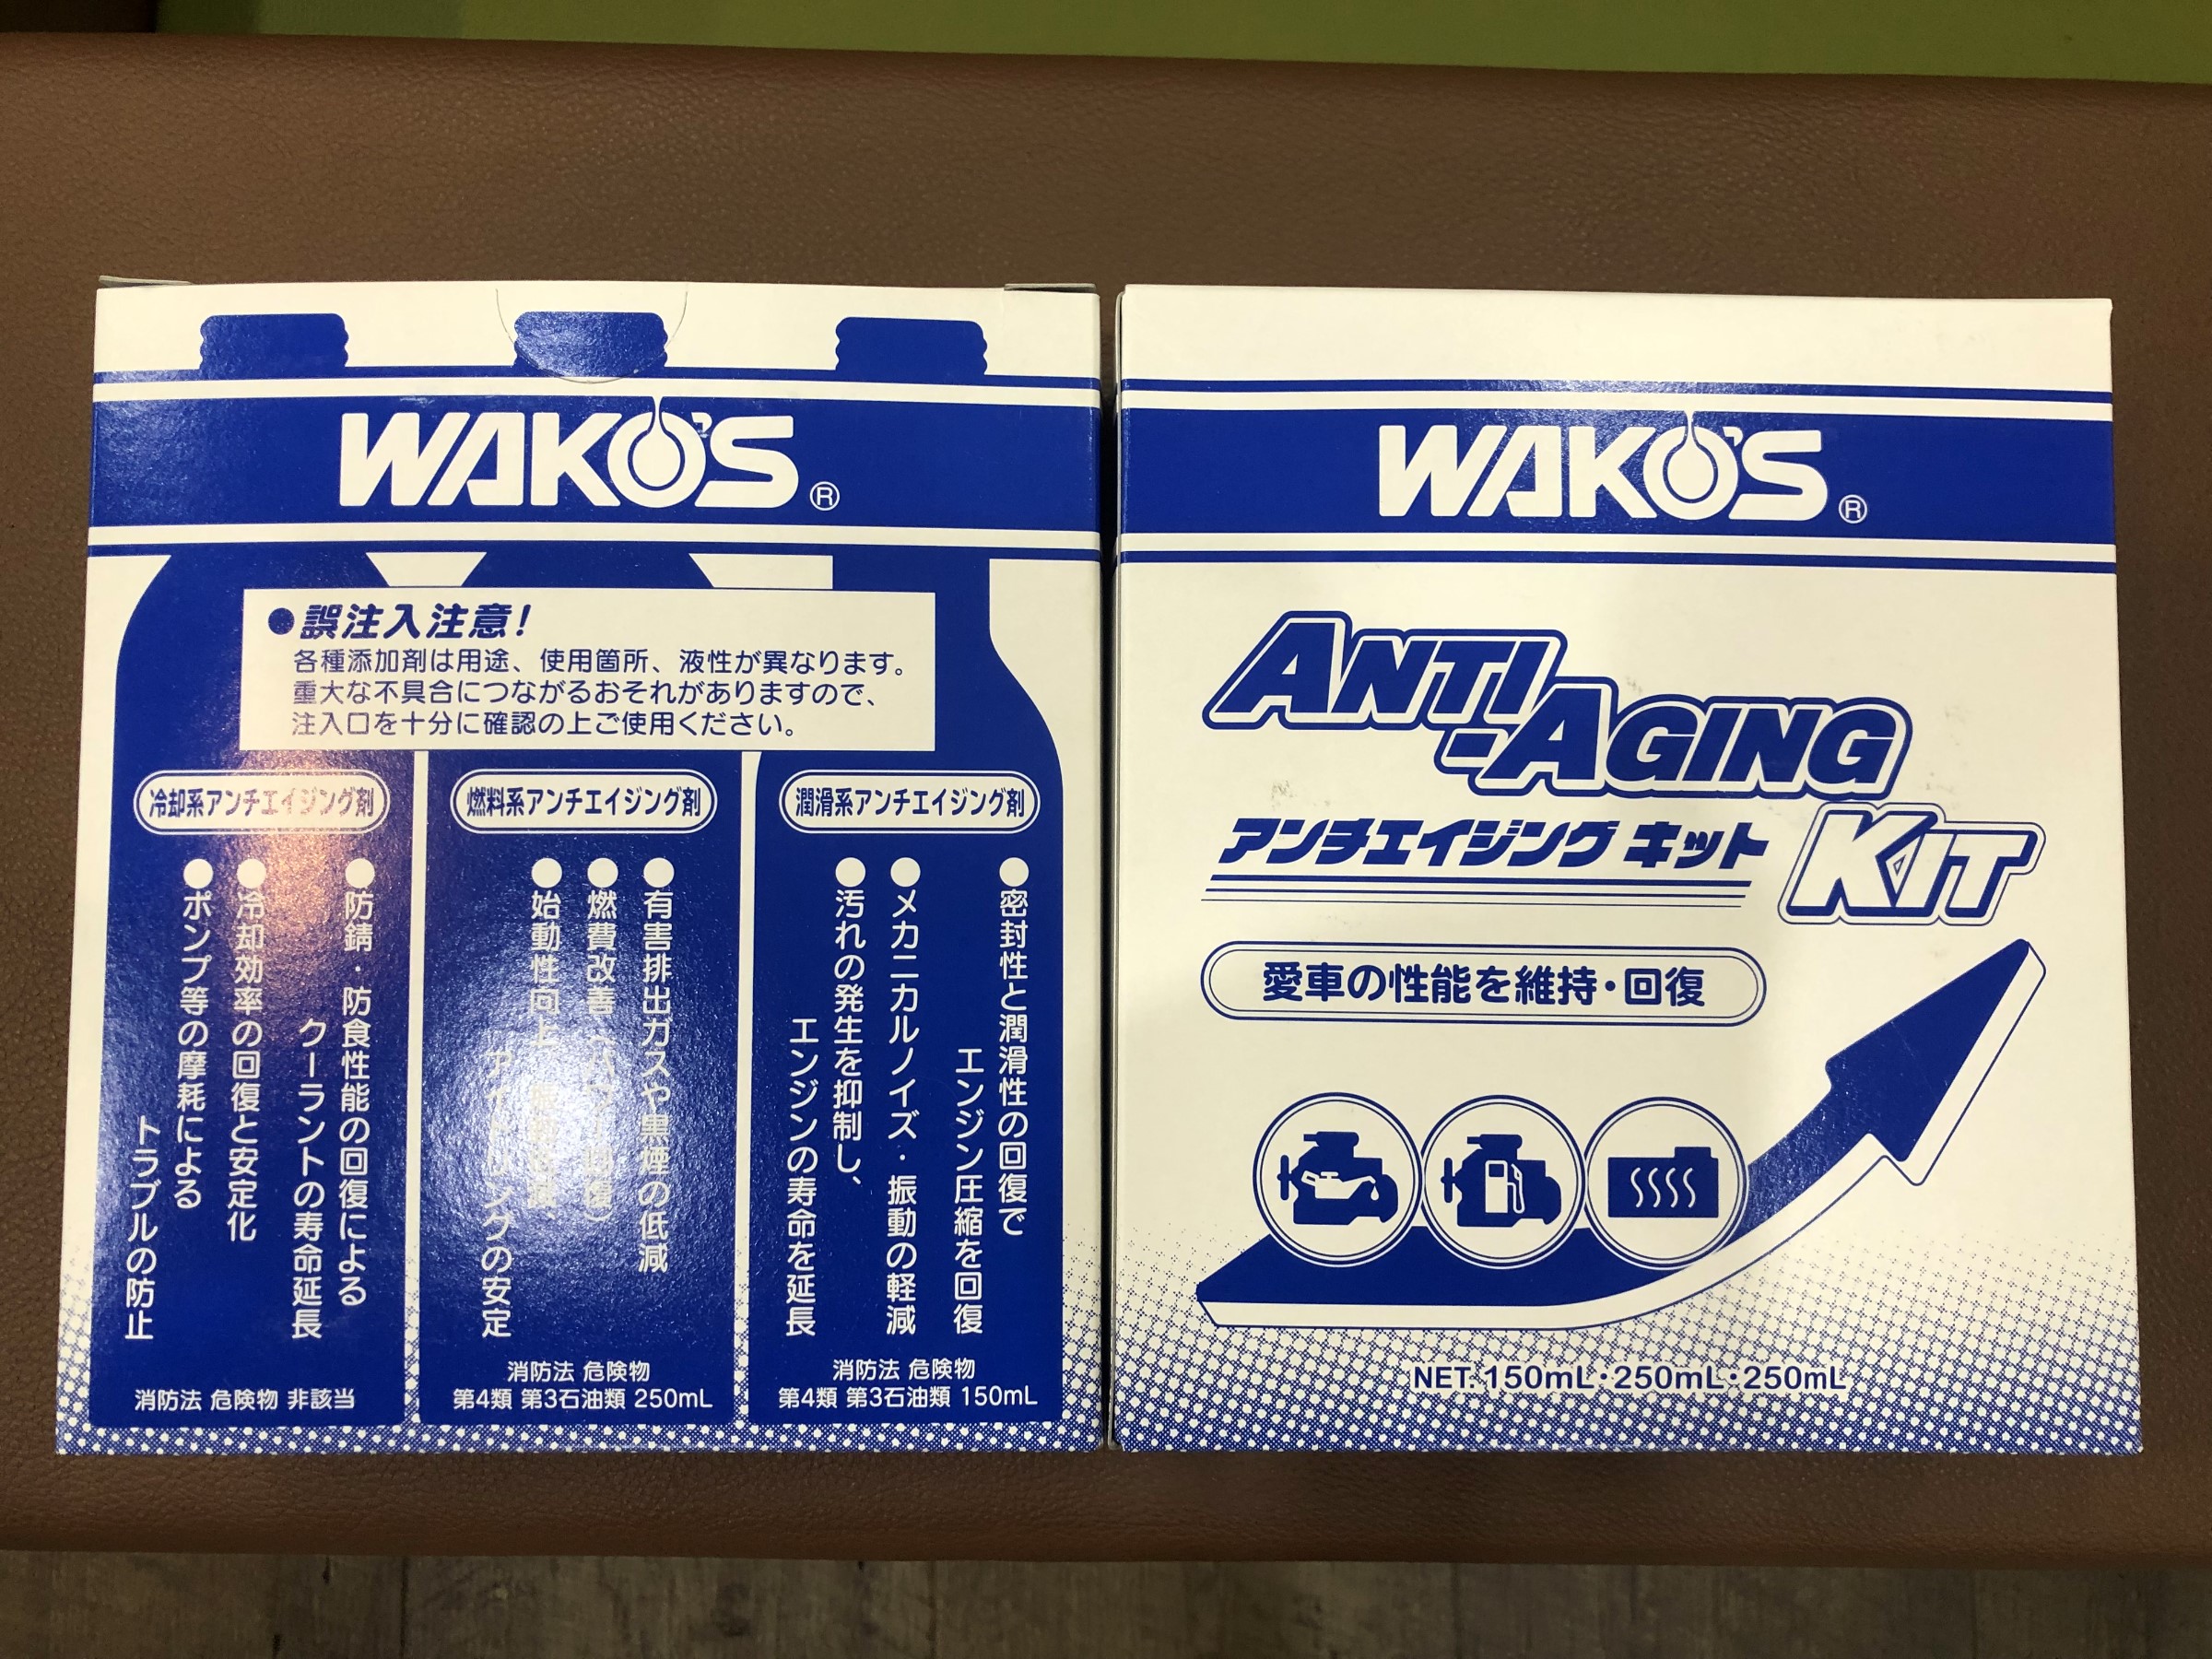 WAKO'S®
●誤注入注意!
各種添加剤は用途、使用箇所、液性が異なります。
重大な不具合につながるおそれがありますので、
注入口を十分に確認の上ご使用ください。
冷却系アンチエイジング剤
●防錆・防食性能の回復による
クーラントの寿命延長
●冷却効率の回復と安定化
●ポンプ等の摩耗による
トラブルの防止
消防法 危険物 非該当
燃料系アンチエイジング剤
●有害排出ガスや黒煙の低減
●燃費改善
●始動性向上
アイドリングの安定
消防法 危険物
第4類 第3石油類 250mL
潤滑系アンチエイジング剤
●密封性と潤滑性の回復で
エンジン圧縮を回復
●メカニカルノイズ・振動の軽減
●汚れの発生を抑制し、
エンジンの寿命を延長
消防法 危険物
第4類 第3石油類 150mL
WAKO'S®
ANTI
-AGING
アンチエイジング キット
KIT
愛車の性能を維持・回復
NET. 150mL・250mL・250mL